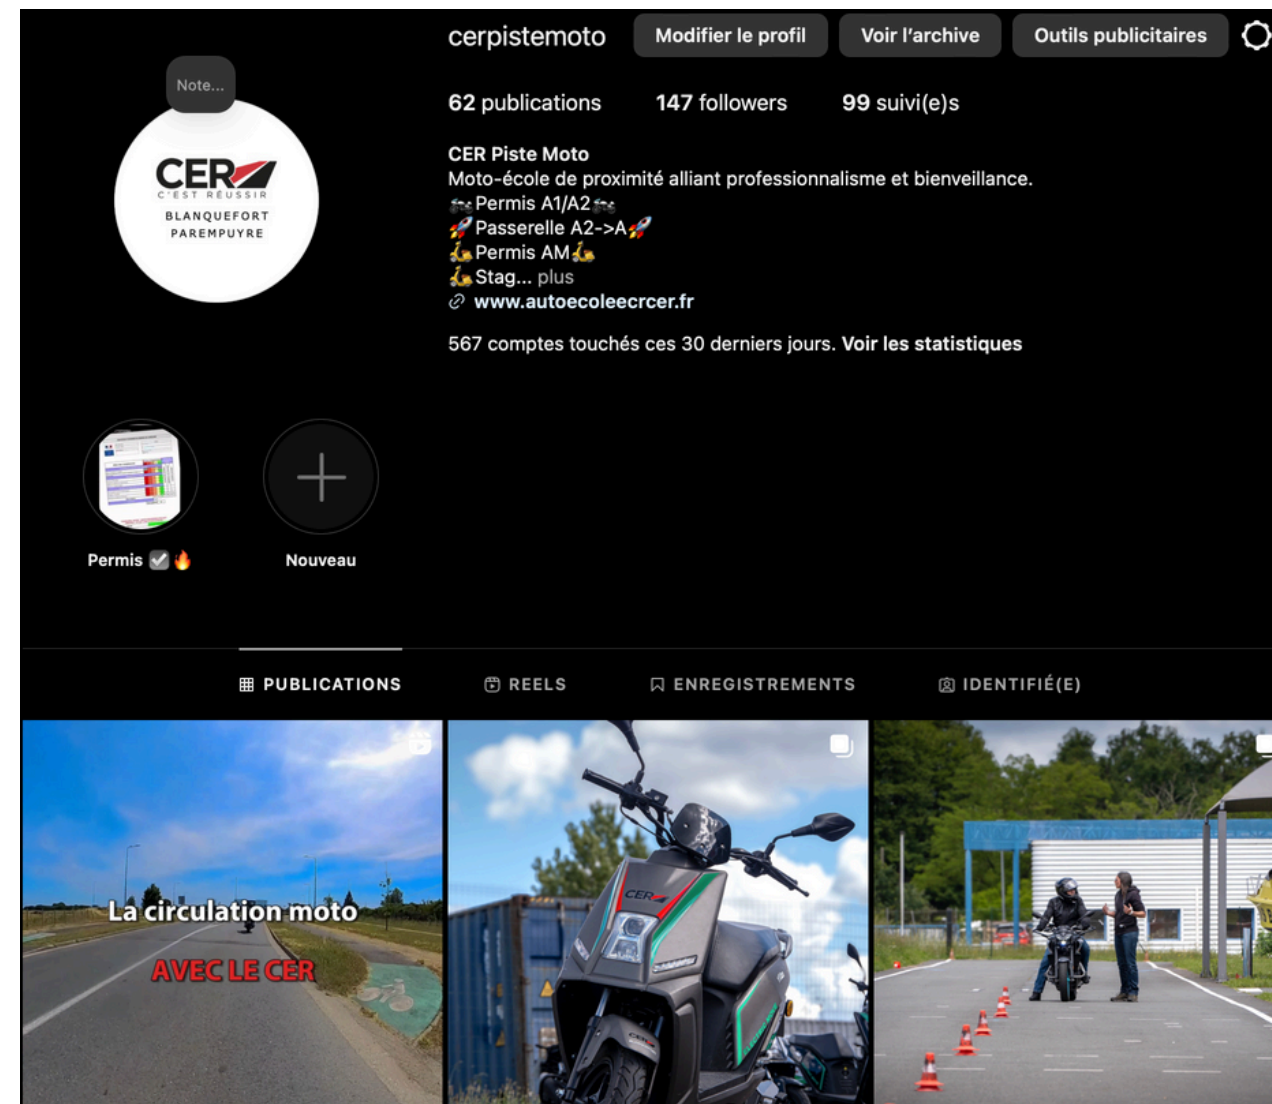 cerpistemoto Modifier le profil Voir l'archive Outils publicitaires
Note...
62 publications 147 followers 99 suivi(e)s
CER
C'EST RÉUSSIR
BLANQUEFORT
PAREMPUYRE
CER Piste Moto
Moto-école de proximité alliant professionnalisme et bienveillance.
🏍️Permis A1/A2🏍️
🚀Passerelle A2->A🚀
🛵Permis AM🛵
🛵Stag... plus
www.autoecoleecrcer.fr
567 comptes touchés ces 30 derniers jours. Voir les statistiques
Permis ☑️🔥 Nouveau
PUBLICATIONS REELS ENREGISTREMENTS IDENTIFIÉ(E)
La circulation moto
AVEC LE CER
CER
CER